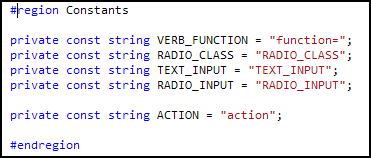 #region Constants
private const string VERB_FUNCTION = "function=";
private const string RADIO_CLASS = "RADIO_CLASS";
private const string TEXT_INPUT = "TEXT_INPUT";
private const string RADIO_INPUT = "RADIO_INPUT";
private const string ACTION = "action";
#endregion